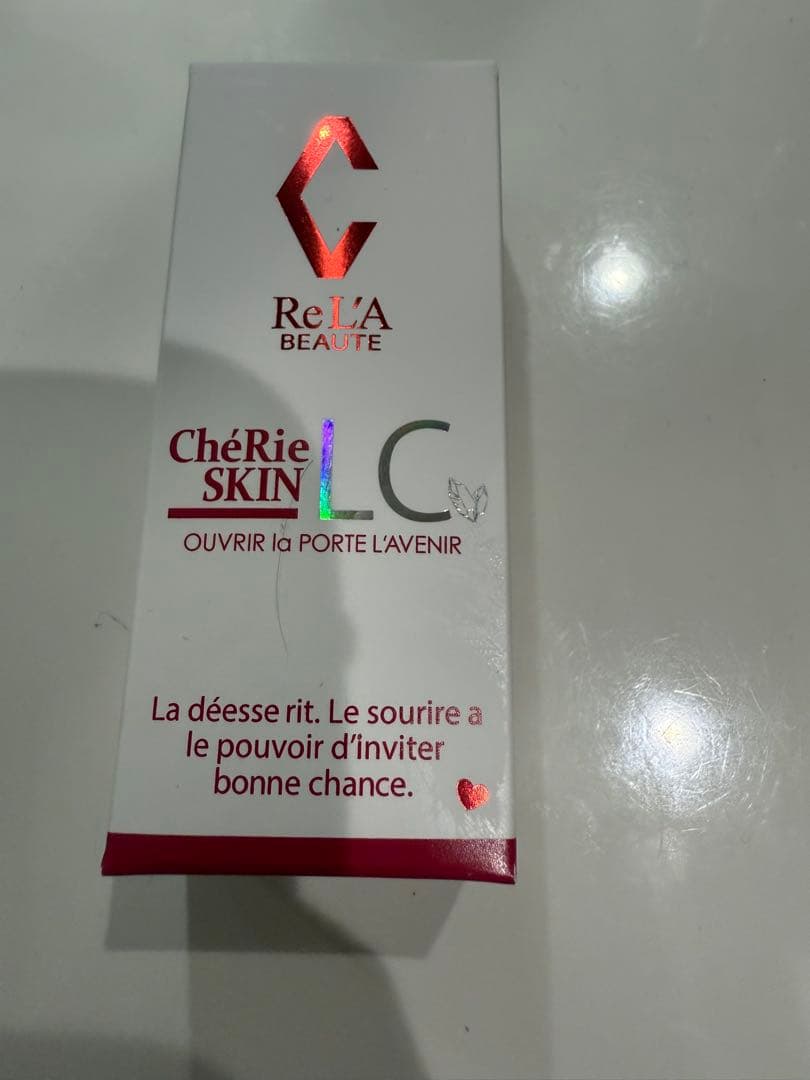 ReL'A
BEAUTE
ChéRie
SKIN
LC
OUVRIR la PORTE L'AVENIR
La déesse rit. Le sourire a
le pouvoir d'inviter
bonne chance.